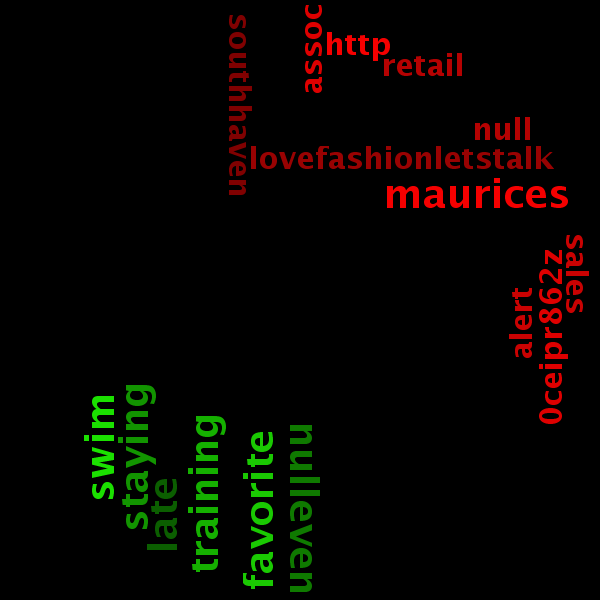 assoc
http
retail
southhaven
null
lovefashionletstalk
maurices
sales
0ceipr862z
alert
swim
staying
late
training
favorite
nulleven